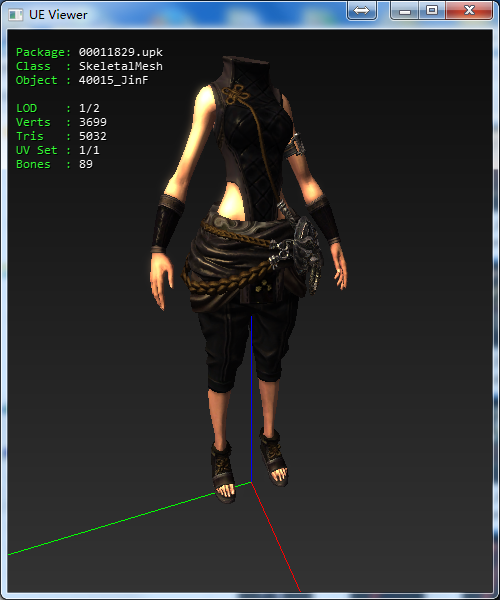 UE Viewer
Package: 00011829.upk
Class  : SkeletalMesh
Object : 40015_JinF
LOD    : 1/2
Verts  : 3699
Tris   : 5032
UV Set : 1/1
Bones  : 89